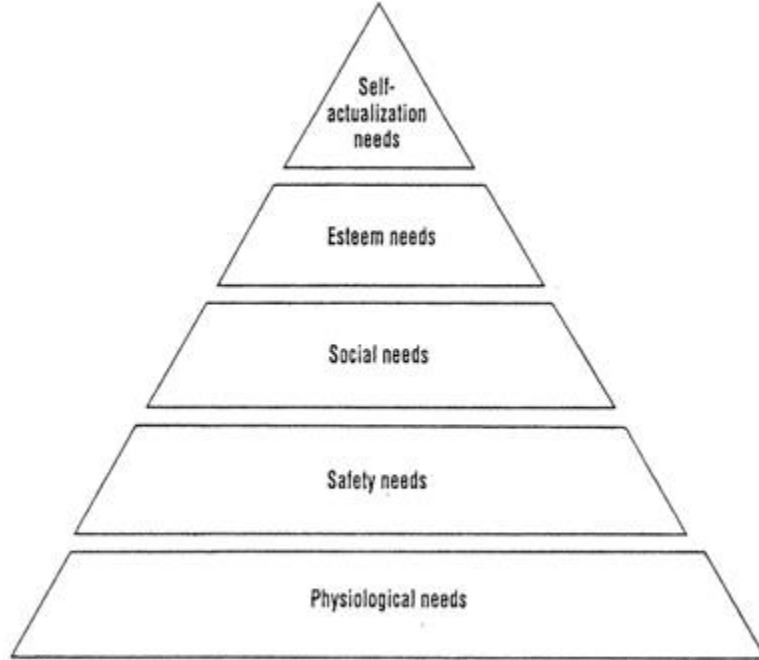 Self-
actualization
needs
Esteem needs
Social needs
Safety needs
Physiological needs